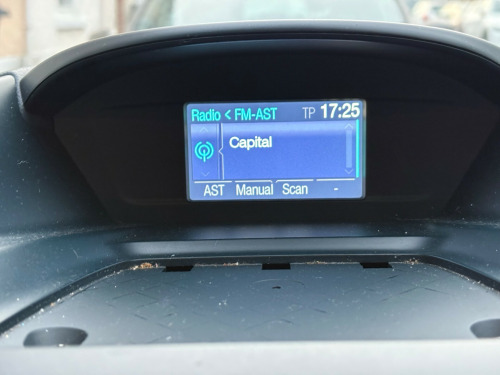 Radio < FM-AST TP 17:25
Capital
AST Manual Scan -